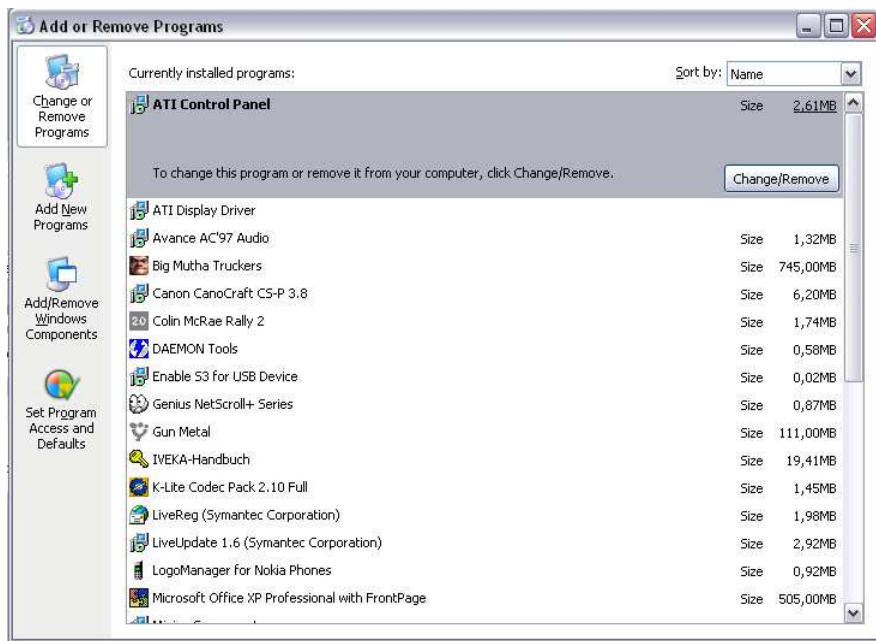 Add or Remove Programs
Change or
Remove
Programs
Add New
Programs
Add/Remove
Windows
Components
Set Program
Access and
Defaults
Currently installed programs:
Sort by: Name
ATI Control Panel Size 2,61MB
To change this program or remove it from your computer, click Change/Remove. Change/Remove
ATI Display Driver
Avance AC'97 Audio Size 1,32MB
Big Mutha Truckers Size 745,00MB
Canon CanoCraft CS-P 3.8 Size 6,20MB
2.0 Colin McRae Rally 2 Size 1,74MB
DAEMON Tools Size 0,58MB
Enable S3 for USB Device Size 0,02MB
Genius NetScroll+ Series Size 0,87MB
Gun Metal Size 111,00MB
IVEKA-Handbuch Size 19,41MB
K-Lite Codec Pack 2.10 Full Size 1,45MB
LiveReg (Symantec Corporation) Size 1,98MB
LiveUpdate 1.6 (Symantec Corporation) Size 2,92MB
LogoManager for Nokia Phones Size 0,92MB
Microsoft Office XP Professional with FrontPage Size 505,00MB